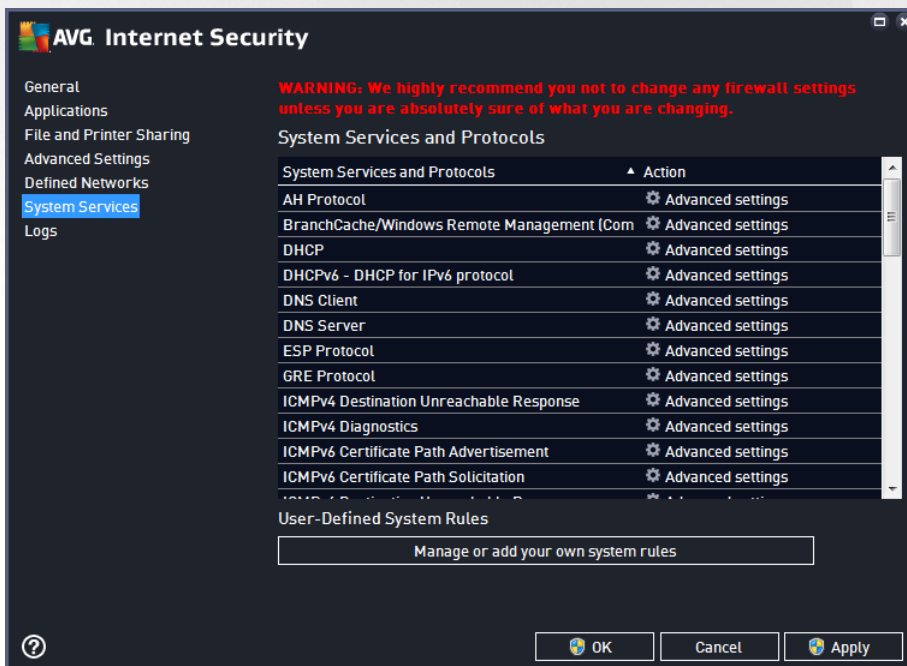 AVG. Internet Security
General
Applications
File and Printer Sharing
Advanced Settings
Defined Networks
System Services
Logs
WARNING: We highly recommend you not to change any firewall settings
unless you are absolutely sure of what you are changing.
System Services and Protocols
System Services and Protocols Action
AH Protocol Advanced settings
BranchCache/Windows Remote Management (Com Advanced settings
DHCP Advanced settings
DHCPv6 - DHCP for IPv6 protocol Advanced settings
DNS Client Advanced settings
DNS Server Advanced settings
ESP Protocol Advanced settings
GRE Protocol Advanced settings
ICMPv4 Destination Unreachable Response Advanced settings
ICMPv4 Diagnostics Advanced settings
ICMPv6 Certificate Path Advertisement Advanced settings
ICMPv6 Certificate Path Solicitation Advanced settings
User-Defined System Rules
Manage or add your own system rules
OK Cancel Apply